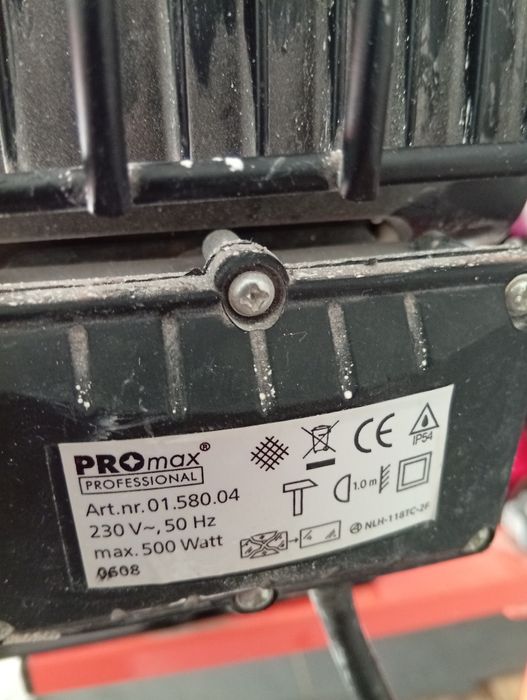 PROmax®
PROFESSIONAL
Art.nr. 01.580.04
230 V~, 50 Hz
max. 500 Watt
0608
CE
IP54
1.0 m
NLH-118TC-2F